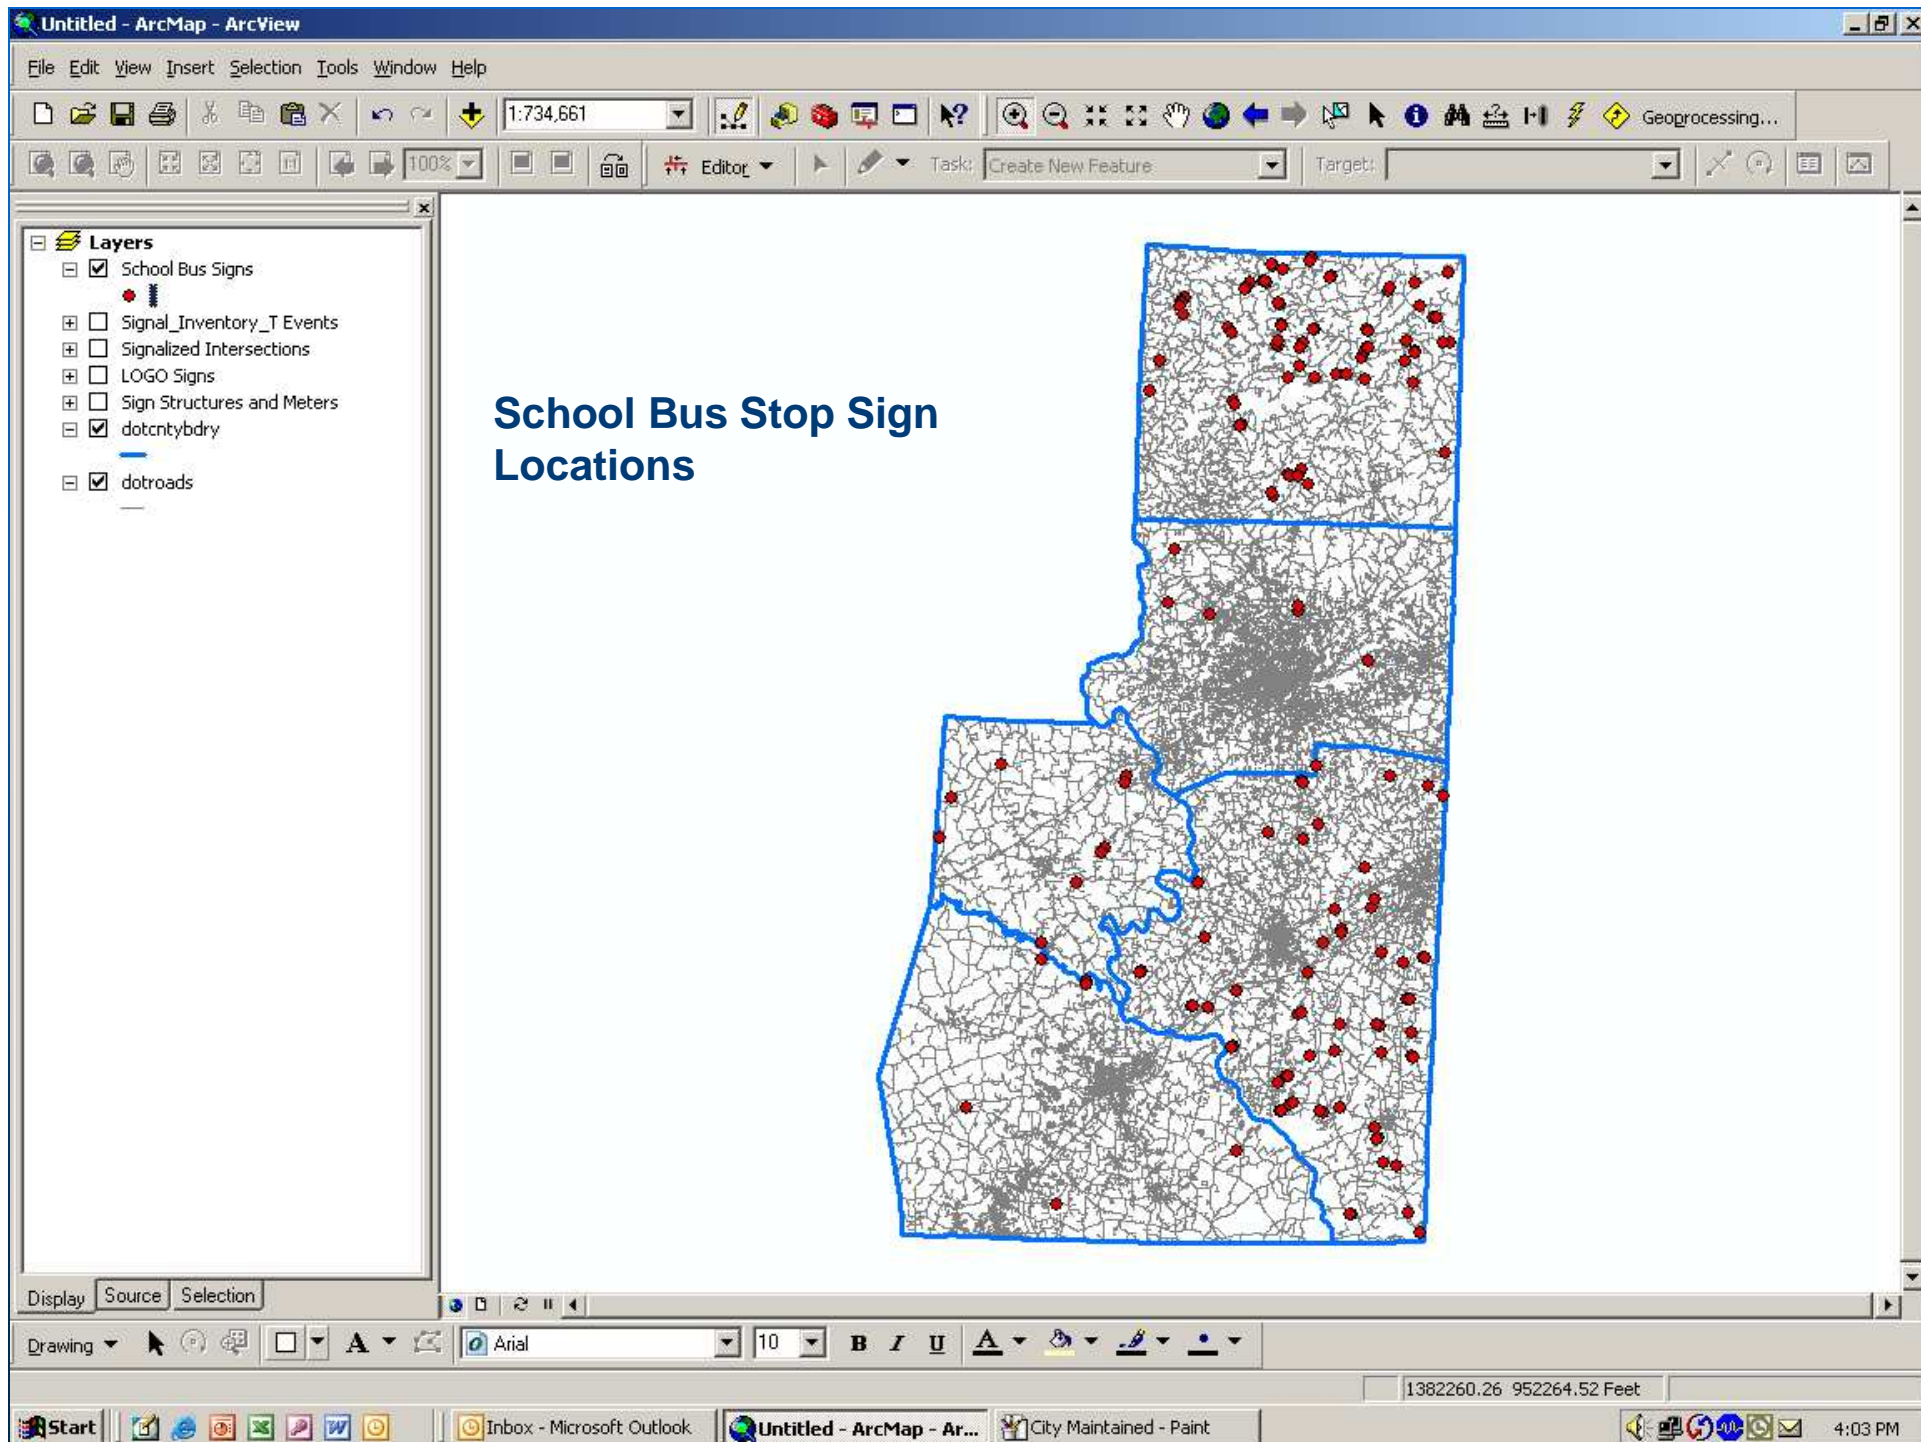 Untitled - ArcMap - ArcView
File Edit View Insert Selection Tools Window Help
1:734,661
Geoprocessing...
100%
Editor
Task:
Create New Feature
Target:
Layers
School Bus Signs
Signal_Inventory_T Events
Signalized Intersections
LOGO Signs
Sign Structures and Meters
dotcntybdry
dotroads
School Bus Stop Sign
Locations
Display Source Selection
Drawing A Arial 10 B I U A
1382260.26 952264.52 Feet
Start Inbox - Microsoft Outlook Untitled - ArcMap - Ar... City Maintained - Paint 4:03 PM